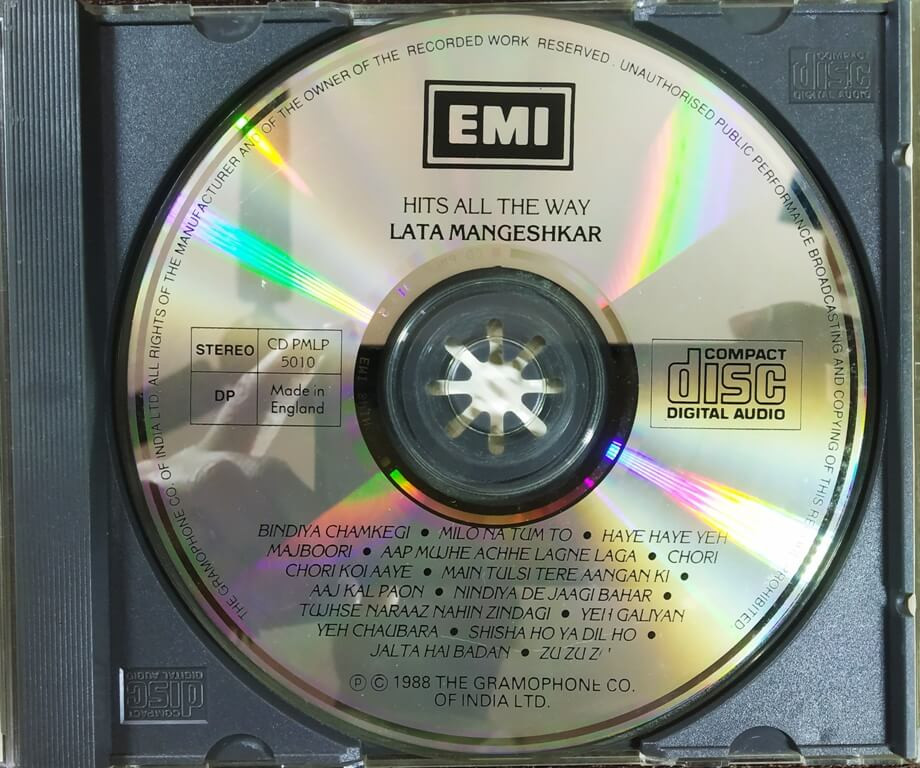 THE GRAMOPHONE CO. OF INDIA LTD. ALL RIGHTS OF THE MANUFACTURER AND OF THE OWNER OF THE RECORDED WORK RESERVED. UNAUTHORISED PUBLIC PERFORMANCE BROADCASTING AND COPYING OF THIS PROHIBITED
EMI
HITS ALL THE WAY
LATA MANGESHKAR
STEREO CD PMLP
5010
DP Made in
England
COMPACT
disc
DIGITAL AUDIO
BINDIYA CHAMKEGI • MILO NA TUM TO • HAYE HAYE YEH
MAJBOORI • AAP MUJHE ACHHE LAGNE LAGA • CHORI
CHORI KOI AAYE • MAIN TULSI TERE AANGAN KI •
AAJ KAL PAON • NINDIYA DE JAAGI BAHAR •
TUJHSE NARAAZ NAHIN ZINDAGI • YEH GALIYAN
YEH CHAUBARA • SHISHA HO YA DIL HO •
JALTA HAI BADAN • ZU ZU
℗ © 1988 THE GRAMOPHONE CO.
OF INDIA LTD.
COMPACT
disc
DIGITAL AUDIO
COMPACT
disc
DIGITAL AUDIO